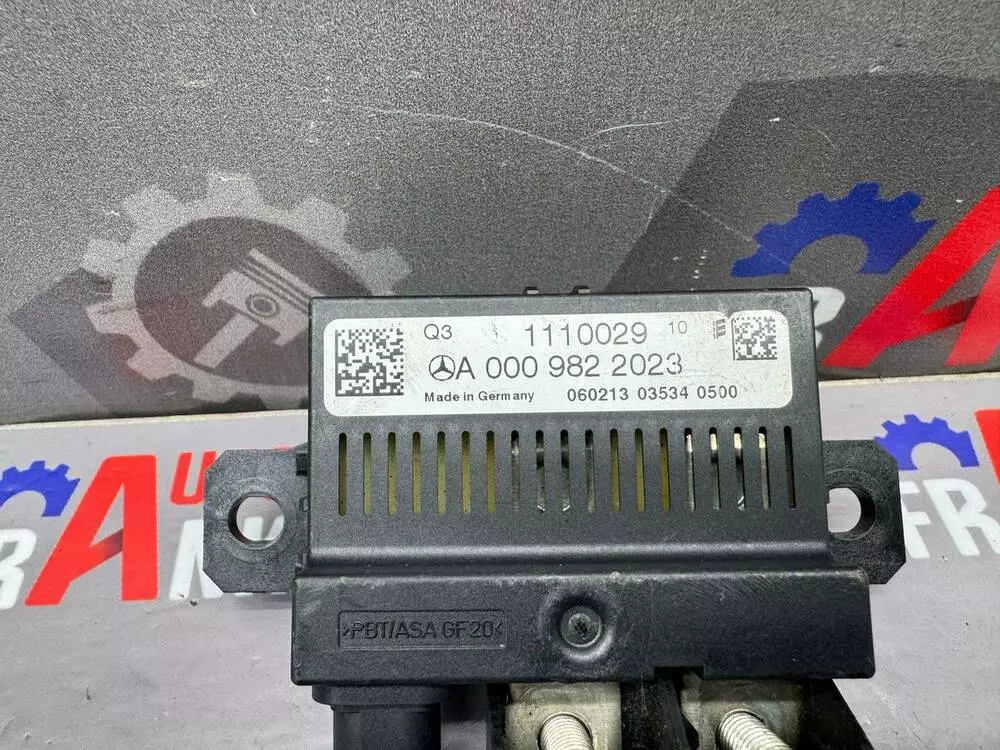 Q3 1110029 10
A 000 982 2023
Made in Germany 060213 03534 0500
>PBT/ASA GF20<